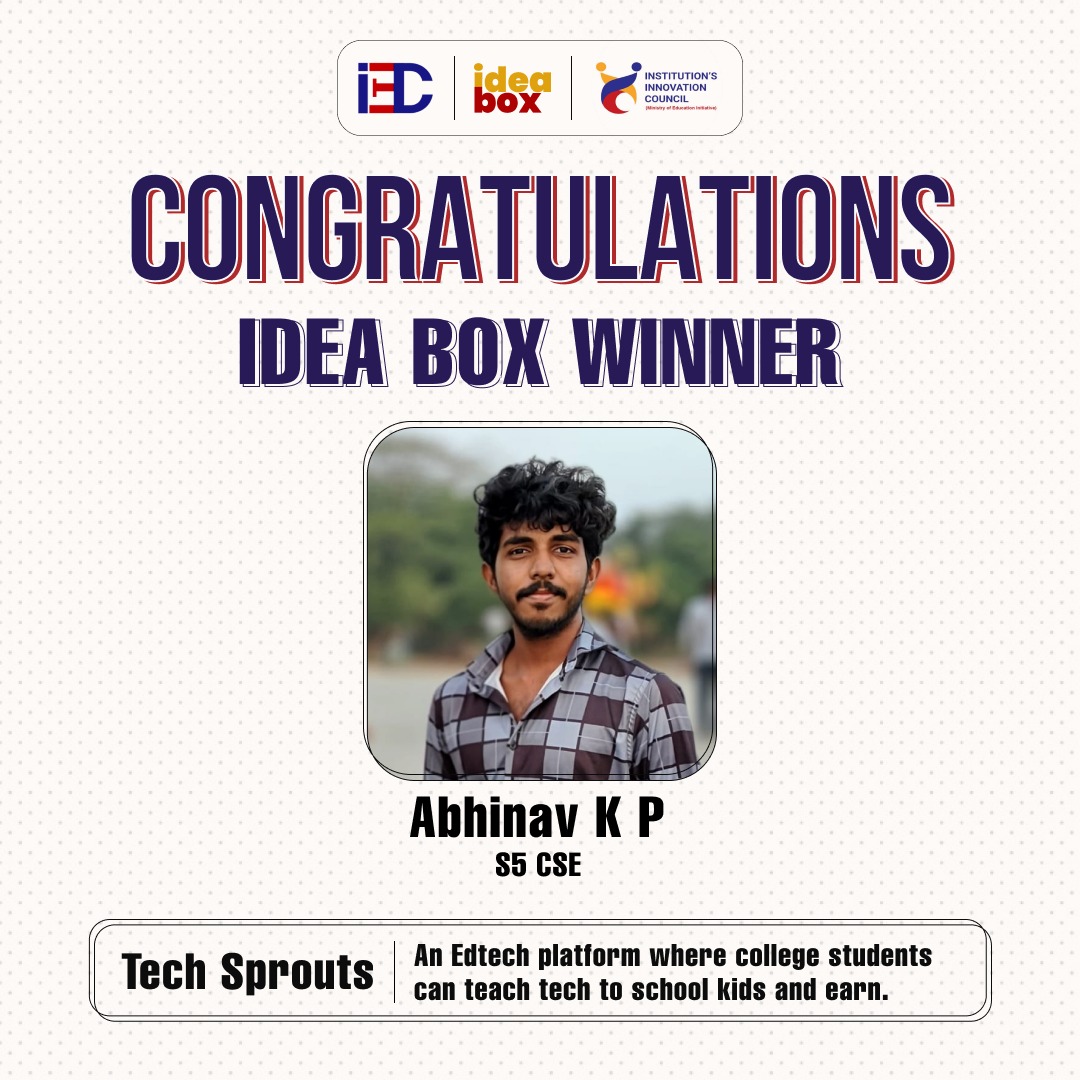 iEDC
idea
box
INSTITUTION'S
INNOVATION
COUNCIL
(Ministry of Education Initiative)
CONGRATULATIONS
IDEA BOX WINNER
Abhinav K P
S5 CSE
Tech Sprouts
An Edtech platform where college students
can teach tech to school kids and earn.